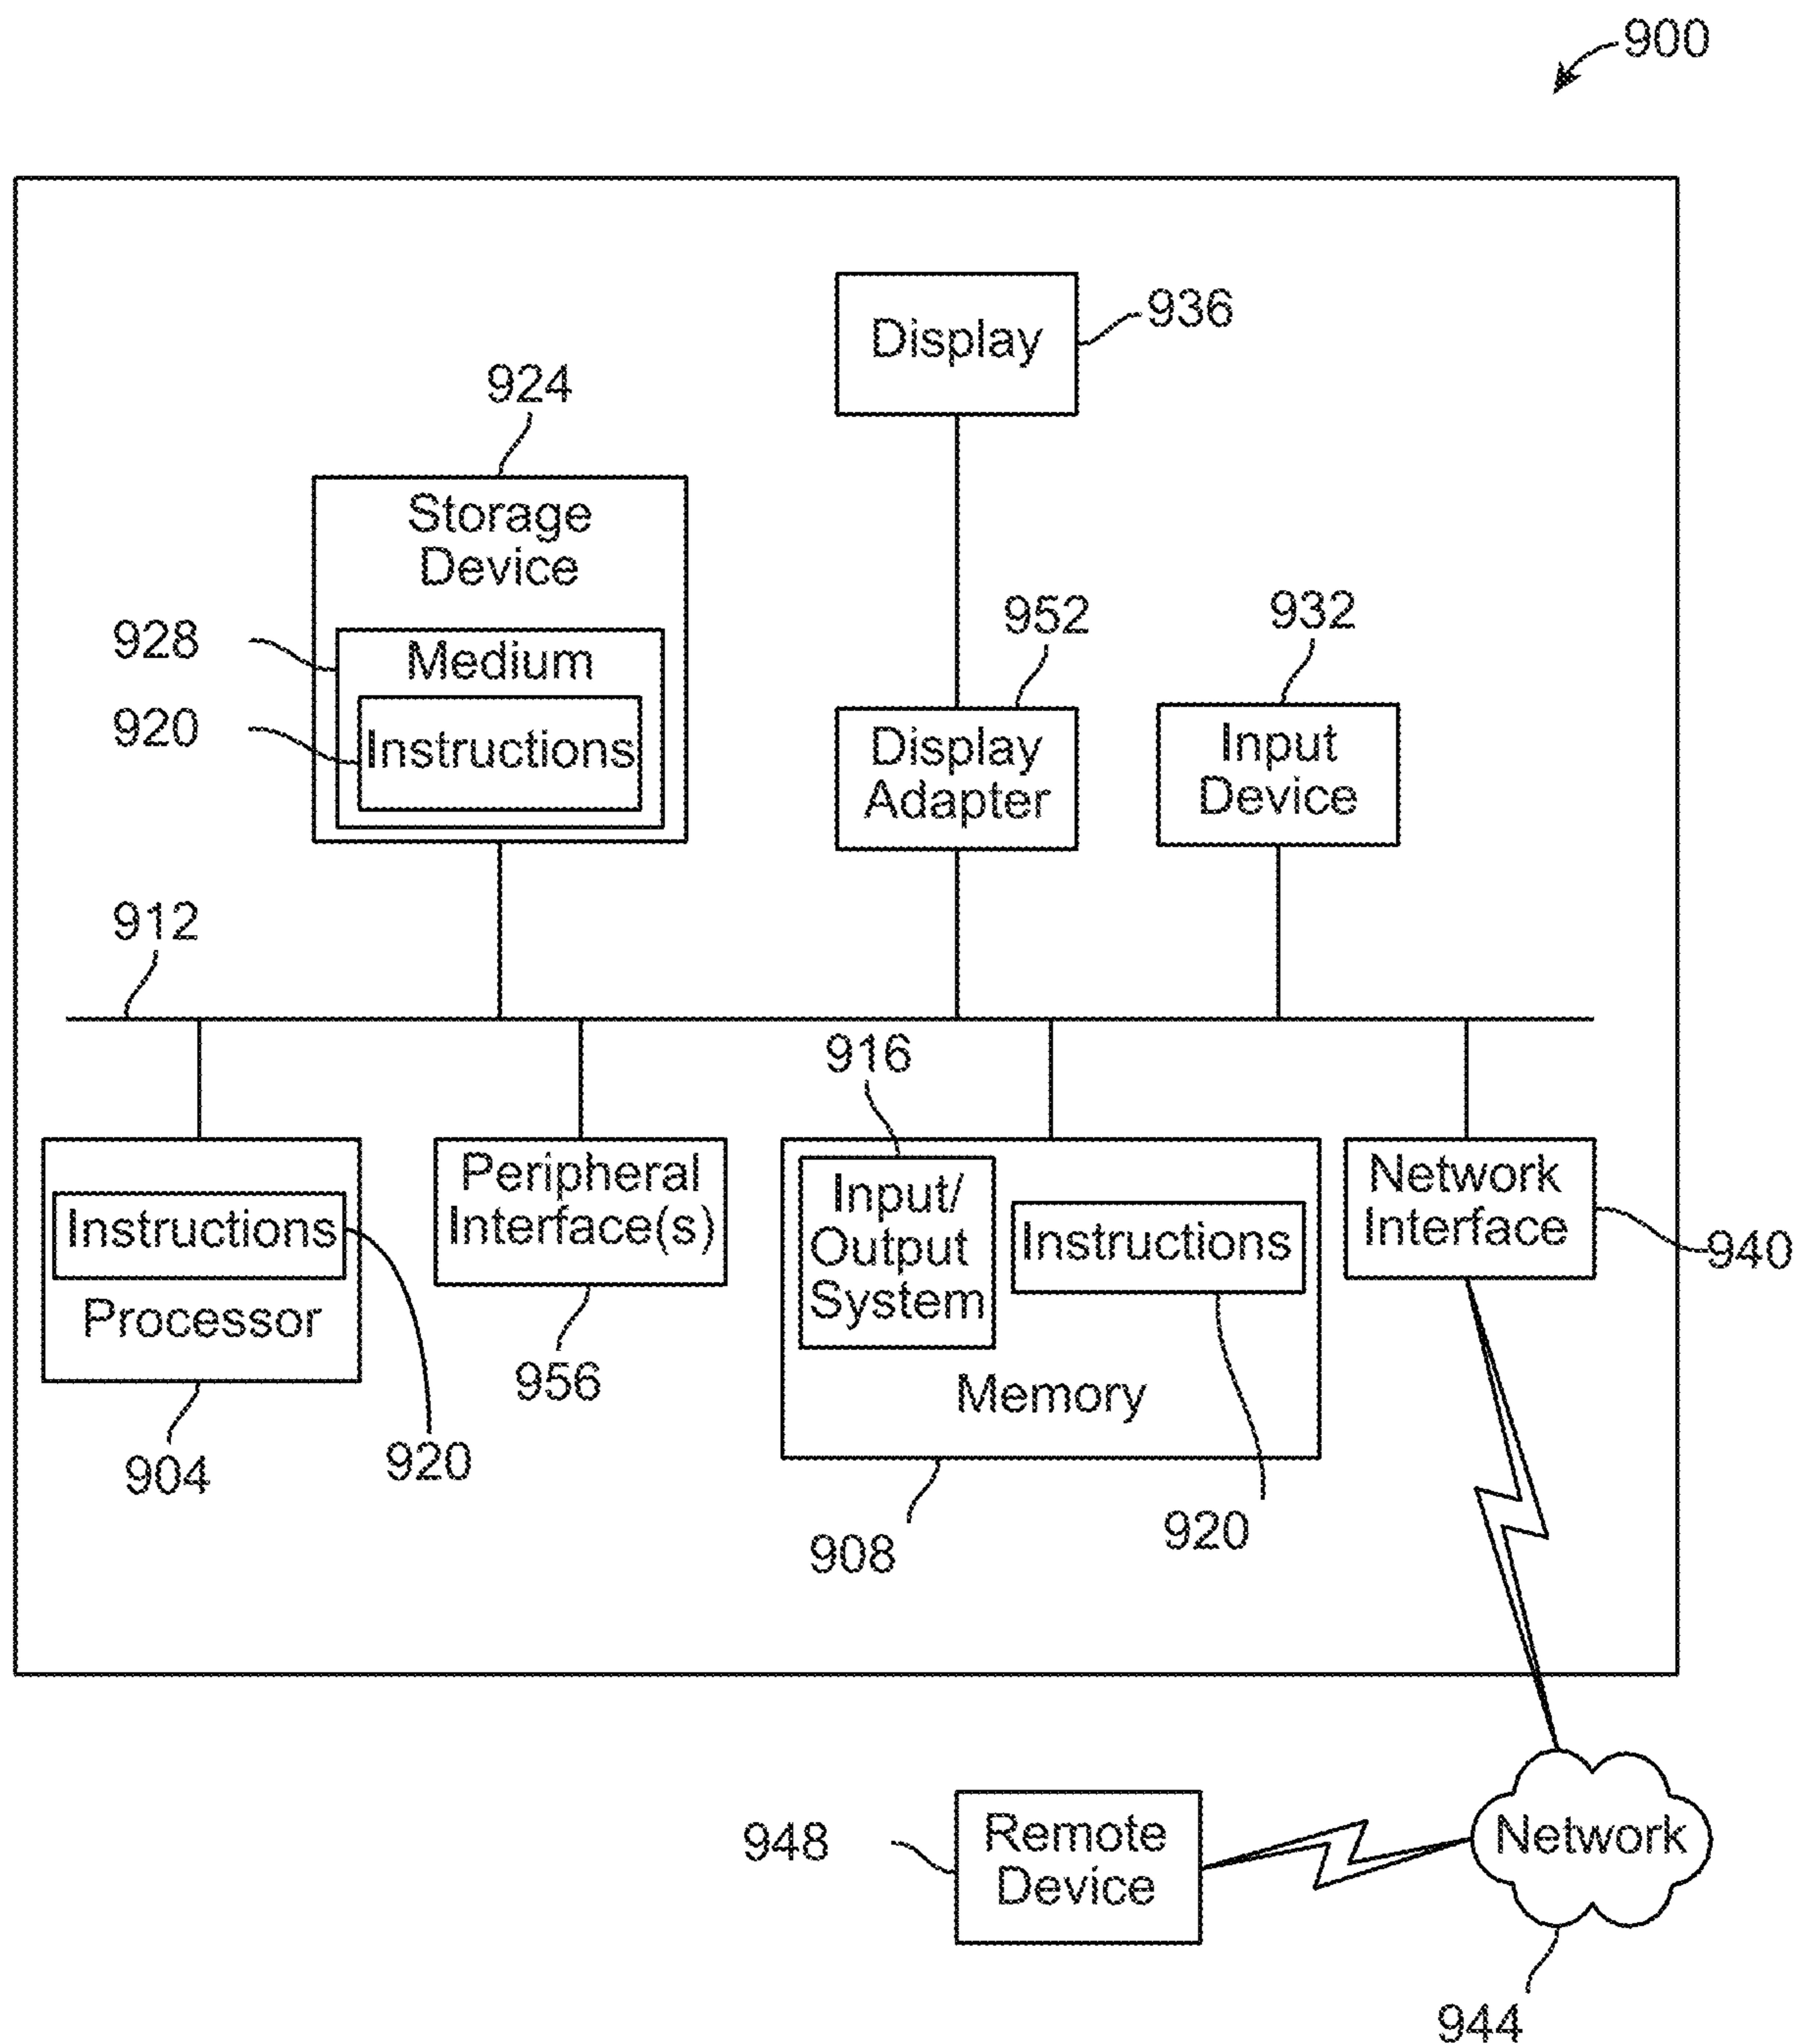 900
Display
936
924
Storage
Device
928
Medium
920
Instructions
952
Display
Adapter
932
Input
Device
912
916
Instructions
Processor
904
920
Peripheral
Interface(s)
956
Input/
Output
System
Instructions
Memory
908
920
Network
Interface
940
948
Remote
Device
Network
944